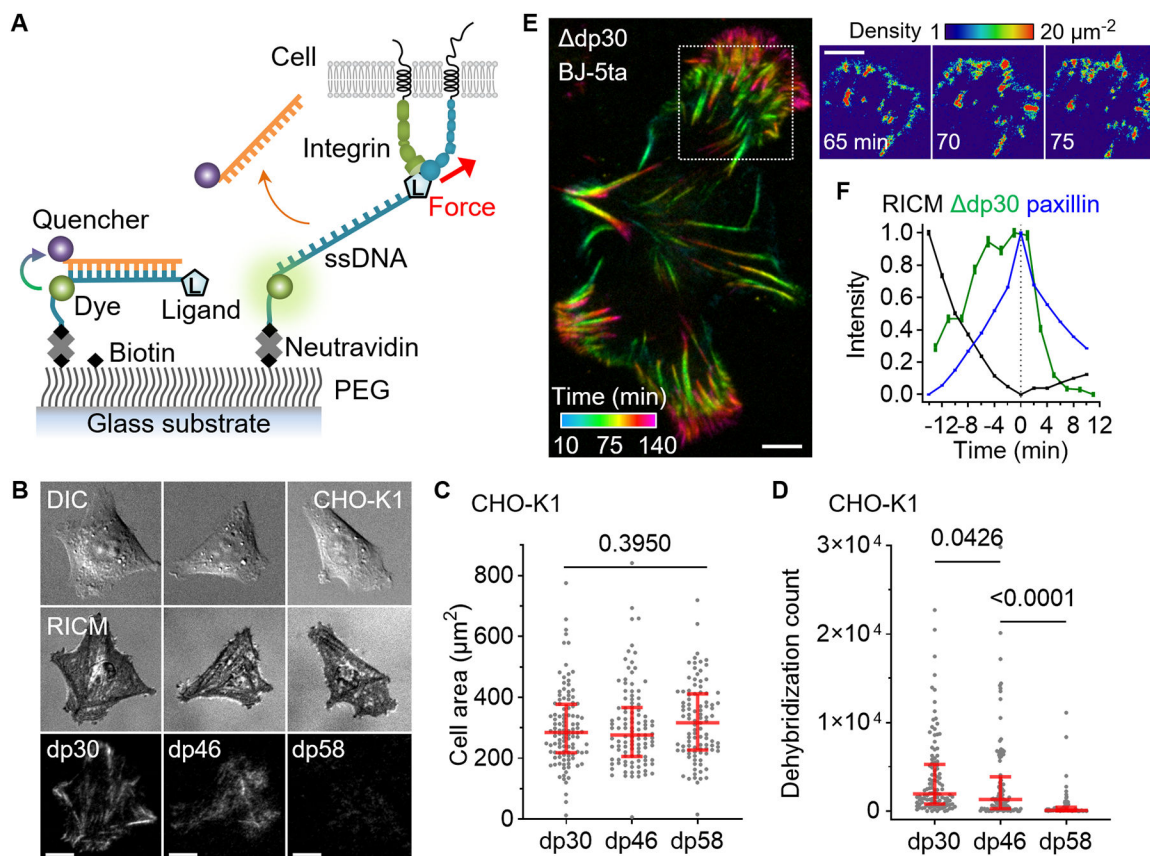 A
Cell
Integrin
L
Force
Quencher
ssDNA
L
Dye
Ligand
Biotin
Neutravidin
PEG
Glass substrate
B
DIC
CHO-K1
RICM
dp30
dp46
dp58
C
CHO-K1
0.3950
Cell area (μm²)
800
600
400
200
0
dp30
dp46
dp58
D
CHO-K1
0.0426
<0.0001
Dehybridization count
3×10⁴
2×10⁴
1×10⁴
0
dp30
dp46
dp58
E
Δdp30
BJ-5ta
Time (min)
10 75 140
Density 1 20 μm⁻²
65 min
70
75
F
RICM Δdp30 paxillin
Intensity
1.0
0.8
0.6
0.4
0.2
0.0
-12 -8 -4 0 4 8 12
Time (min)